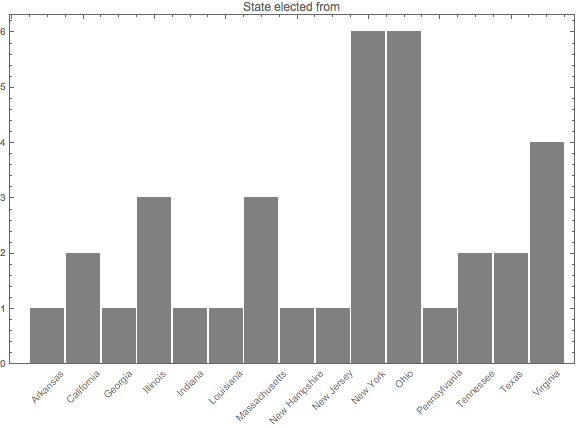 State elected from
6
5
4
3
2
1
0
Arkansas
California
Georgia
Illinois
Indiana
Louisiana
Massachusetts
New Hampshire
New Jersey
New York
Ohio
Pennsylvania
Tennessee
Texas
Virginia